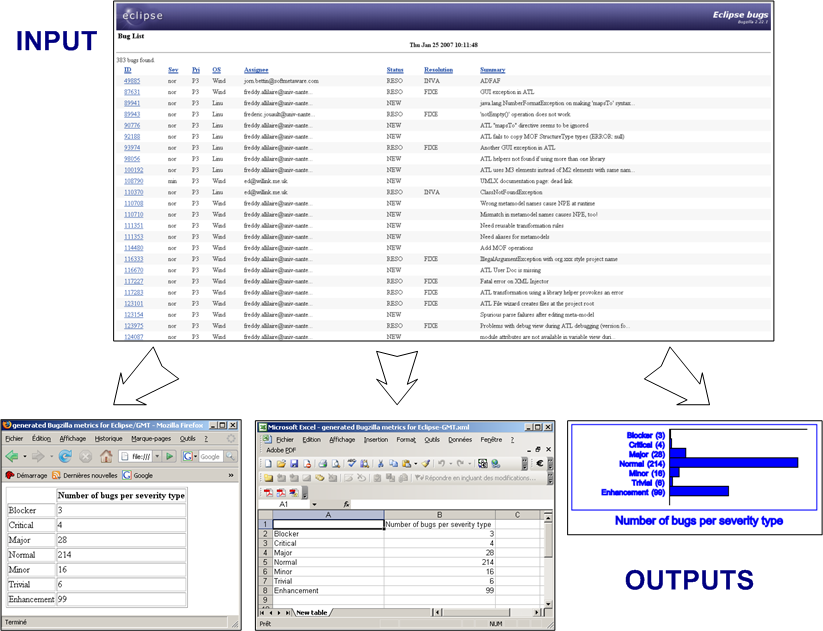 INPUT
eclipse
Eclipse bugs
Bugzilla 2.22.1
Bug List
Thu Jan 25 2007 10:11:48
383 bugs found.
ID Sev Pri OS Assignee Status Resolution Summary
49885 nor P3 Wind jorn.bettin@softmetaware.com RESO INVA ADFAF
87631 nor P3 Wind freddy.allilaire@univ-nante... RESO FIXE GUI exception in ATL
89941 nor P3 Linu freddy.allilaire@univ-nante... NEW java.lang.NumberFormatException on making 'mapsTo' syntax...
89943 nor P3 Linu frederic.jouault@univ-nante... RESO FIXE 'notEmpty()' operation does not work
90776 nor P3 Wind freddy.allilaire@univ-nante... NEW ATL "mapsTo" directive seems to be ignored
92188 nor P3 Linu freddy.allilaire@univ-nante... NEW ATL fails to copy MOF StructureType types (ERROR: null)
93974 nor P3 Linu freddy.allilaire@univ-nante... RESO FIXE Another GUI exception in ATL
98056 nor P3 Linu freddy.allilaire@univ-nante... NEW ATL helpers not found if using more than one library
100192 nor P3 Wind freddy.allilaire@univ-nante... NEW ATL uses M3 elements instead of M2 elements with same nam...
108790 min P3 Wind ed@willink.me.uk NEW UMLX documentation page: dead link
110370 nor P3 Linu ed@willink.me.uk RESO INVA ClassNotFoundException
110708 nor P3 Wind freddy.allilaire@univ-nante... NEW Wrong metamodel names cause NPE at runtime
110710 nor P3 Wind freddy.allilaire@univ-nante... NEW Mismatch in metamodel names causes NPE, too!
111351 nor P3 Wind freddy.allilaire@univ-nante... NEW Need reusable transformation rules
111353 nor P3 Wind freddy.allilaire@univ-nante... NEW Need aliases for metamodels
114480 nor P3 Wind freddy.allilaire@univ-nante... NEW Add MOF operations
116333 nor P3 Wind freddy.allilaire@univ-nante... RESO FIXE IllegalArgumentException with org.xxx style project name
116670 nor P3 Wind freddy.allilaire@univ-nante... NEW ATL User Doc is missing
117227 nor P3 Wind freddy.allilaire@univ-nante... RESO FIXE Fatal error on XML Injector
117283 nor P3 Wind freddy.allilaire@univ-nante... RESO FIXE ATL transformation using a library helper provokes an error
123101 nor P3 Wind freddy.allilaire@univ-nante... RESO FIXE ATL File wizard creates files at the project root
123154 nor P3 Wind freddy.allilaire@univ-nante... NEW Spurious parse failures after editing meta-model
123975 nor P3 Wind freddy.allilaire@univ-nante... RESO FIXE Problems with debug view during ATL debugging (version fo...
124087 nor P3 Wind freddy.allilaire@univ-nante... NEW module attributes are not available in variable view duri...
generated Bugzilla metrics for Eclipse/GMT - Mozilla Firefox
Fichier Édition Affichage Historique Marque-pages Outils ?
file:///
Google
Démarrage Dernières nouvelles Google
Number of bugs per severity type
Blocker 3
Critical 4
Major 28
Normal 214
Minor 16
Trivial 6
Enhancement 99
Terminé
Microsoft Excel - generated Bugzilla metrics for Eclipse-GMT.xml
Fichier Edition Affichage Insertion Format Outils Données Fenêtre ?
Adobe PDF
Répondre en incluant des modifications...
A1 fx
A B C
1 Number of bugs per severity type
2 Blocker 3
3 Critical 4
4 Major 28
5 Normal 214
6 Minor 16
7 Trivial 6
8 Enhancement 99
9
10
New table
Prêt NUM
Blocker (3)
Critical (4)
Major (28)
Normal (214)
Minor (16)
Trivial (6)
Enhancement (99)
Number of bugs per severity type
OUTPUTS